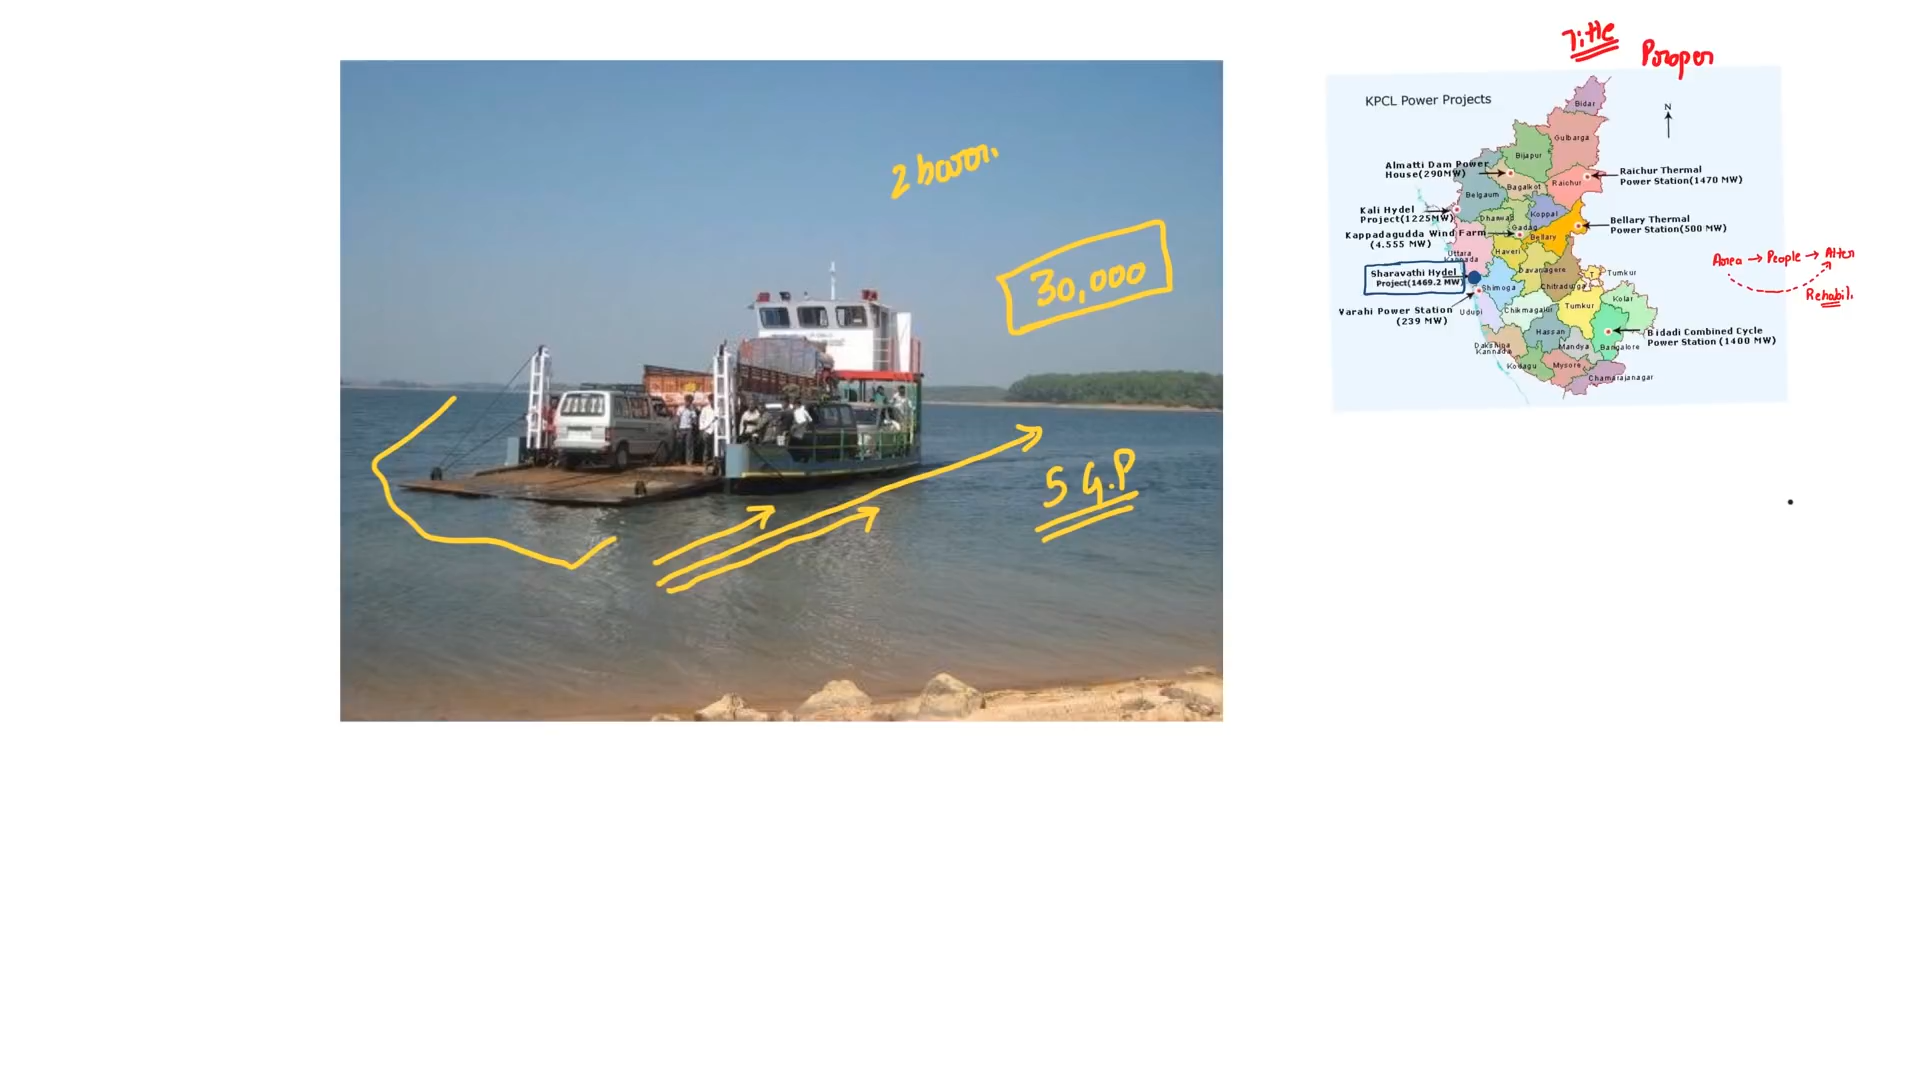 Title
Proper
KPCL Power Projects
N
Bidar
Gulbarga
Bijapur
Almatti Dam Power
House(290MW)
Raichur Thermal
Power Station(1470 MW)
Bagalkot
Raichur
Belgaum
Kali Hydel
Project(1225MW)
Koppal
Dharwad
Gadag
Bellary Thermal
Power Station(500 MW)
Kappadagudda Wind Farm
(4.555 MW)
Bellary
Haveri
Uttara
Kannada
Area → People → Alter
Rehabil.
Sharavathi Hydel
Project(1469.2 MW)
Davanagere
Tumkur
T
Shimoga
Chitradurga
Varahi Power Station
(239 MW)
Udupi
Chikmagalur
Tumkur
Kolar
Hassan
Bidadi Combined Cycle
Power Station (1400 MW)
Dakshina
Kannada
Mandya
Bangalore
Kodagu
Mysore
Chamarajanagar
30,000
5 G.P